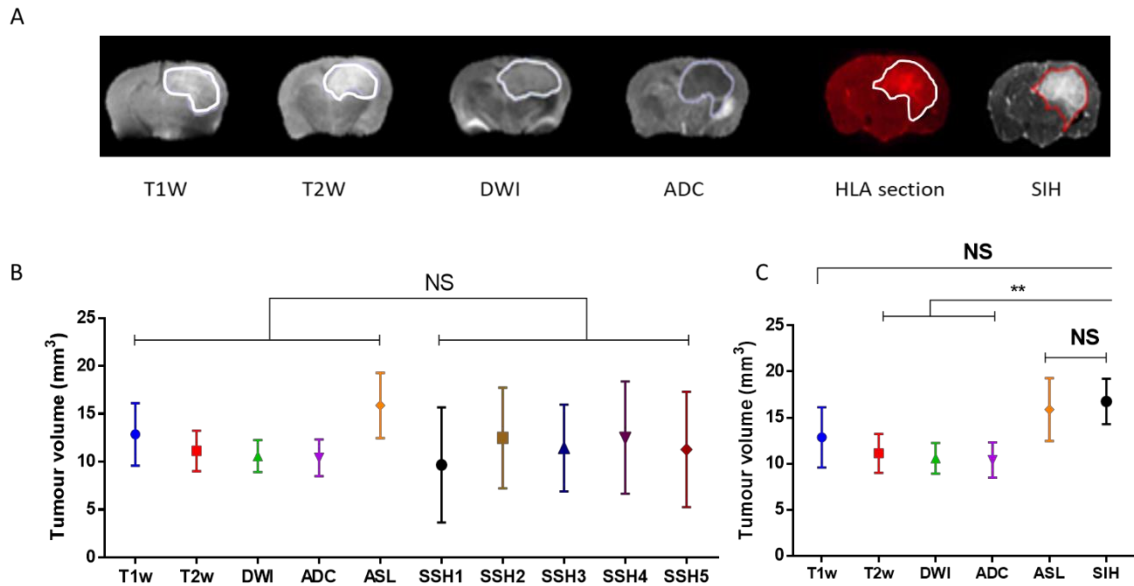 A
T1W T2W DWI ADC HLA section SIH
B
NS
Tumour volume (mm³)
25
20
15
10
5
0
T1w T2w DWI ADC ASL SSH1 SSH2 SSH3 SSH4 SSH5
C
NS
**
NS
Tumour volume (mm³)
25
20
15
10
5
0
T1w T2w DWI ADC ASL SIH